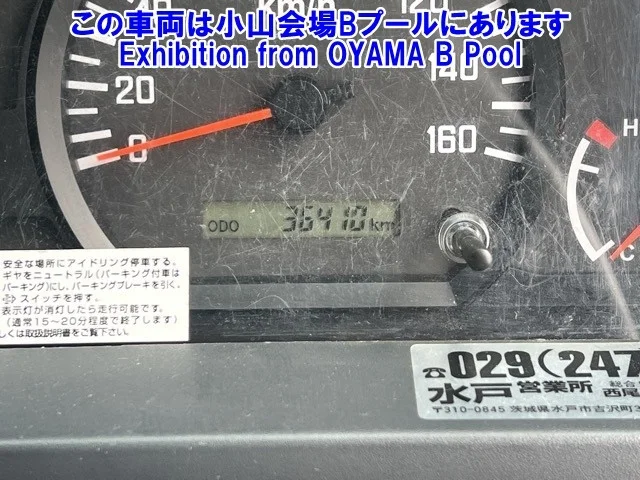 この車両は小山会場Bプールにあります
Exhibition from OYAMA B Pool
km/h
120
20
140
0
160
H
ODO 36410 km
C
安全な場所にアイドリング停車する。
ギヤをニュートラル(パーキング付車は
パーキング)にし、パーキングブレーキを引く。
スイッチを押す。
表示灯が消灯したら走行可能です。
(通常15～20分程度で終了します)
しくは取扱説明書をご覧下さい。
☎029(247
水戸営業所 総合
西尾
〒310-0845 茨城県水戸市吉沢町3